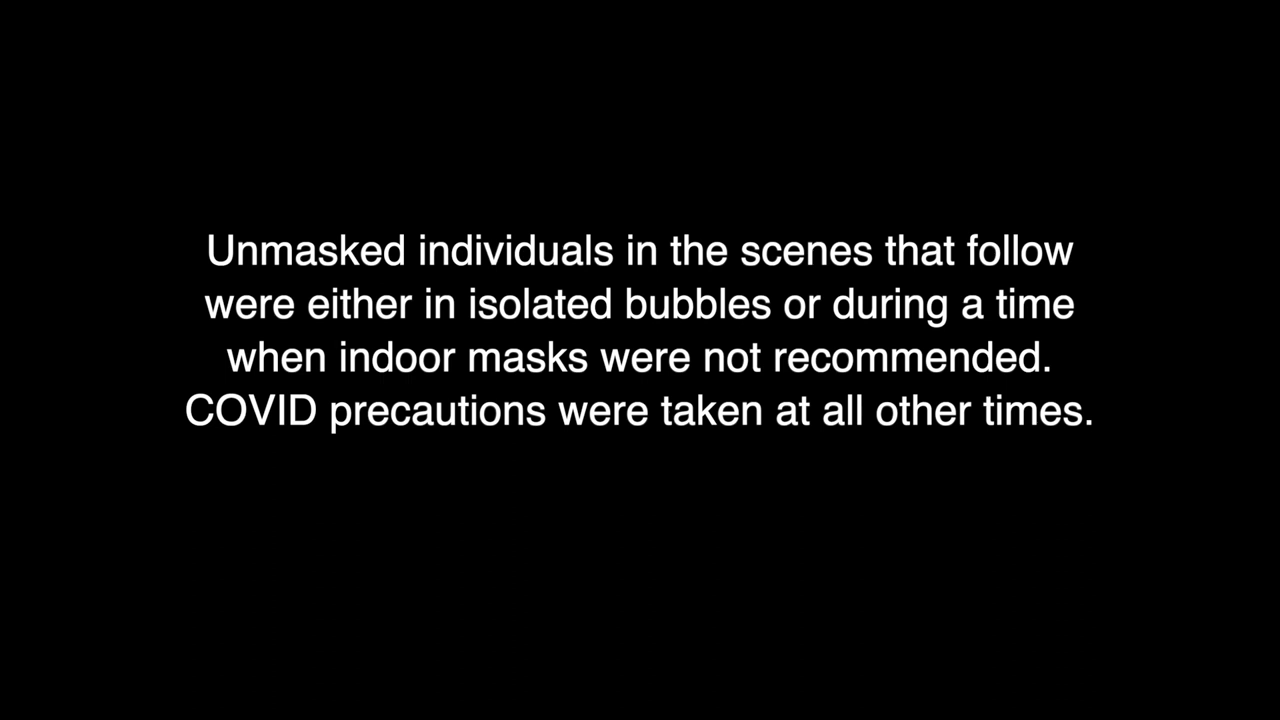 Unmasked individuals in the scenes that follow
were either in isolated bubbles or during a time
when indoor masks were not recommended.
COVID precautions were taken at all other times.